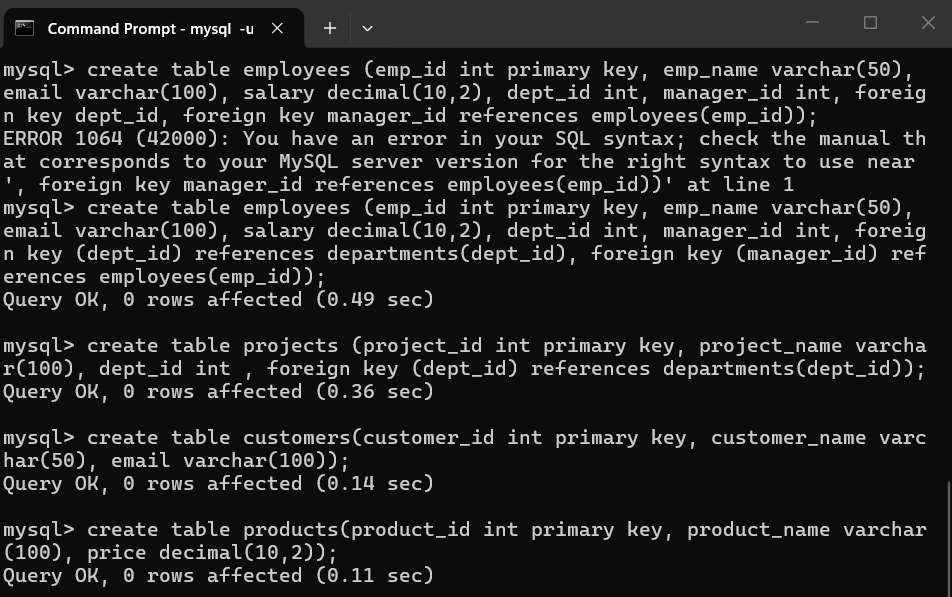 Command Prompt - mysql -u
mysql> create table employees (emp_id int primary key, emp_name varchar(50),
email varchar(100), salary decimal(10,2), dept_id int, manager_id int, foreig
n key dept_id, foreign key manager_id references employees(emp_id));
ERROR 1064 (42000): You have an error in your SQL syntax; check the manual th
at corresponds to your MySQL server version for the right syntax to use near
', foreign key manager_id references employees(emp_id))' at line 1
mysql> create table employees (emp_id int primary key, emp_name varchar(50),
email varchar(100), salary decimal(10,2), dept_id int, manager_id int, foreig
n key (dept_id) references departments(dept_id), foreign key (manager_id) ref
erences employees(emp_id));
Query OK, 0 rows affected (0.49 sec)
mysql> create table projects (project_id int primary key, project_name varcha
r(100), dept_id int , foreign key (dept_id) references departments(dept_id));
Query OK, 0 rows affected (0.36 sec)
mysql> create table customers(customer_id int primary key, customer_name varc
har(50), email varchar(100));
Query OK, 0 rows affected (0.14 sec)
mysql> create table products(product_id int primary key, product_name varchar
(100), price decimal(10,2));
Query OK, 0 rows affected (0.11 sec)